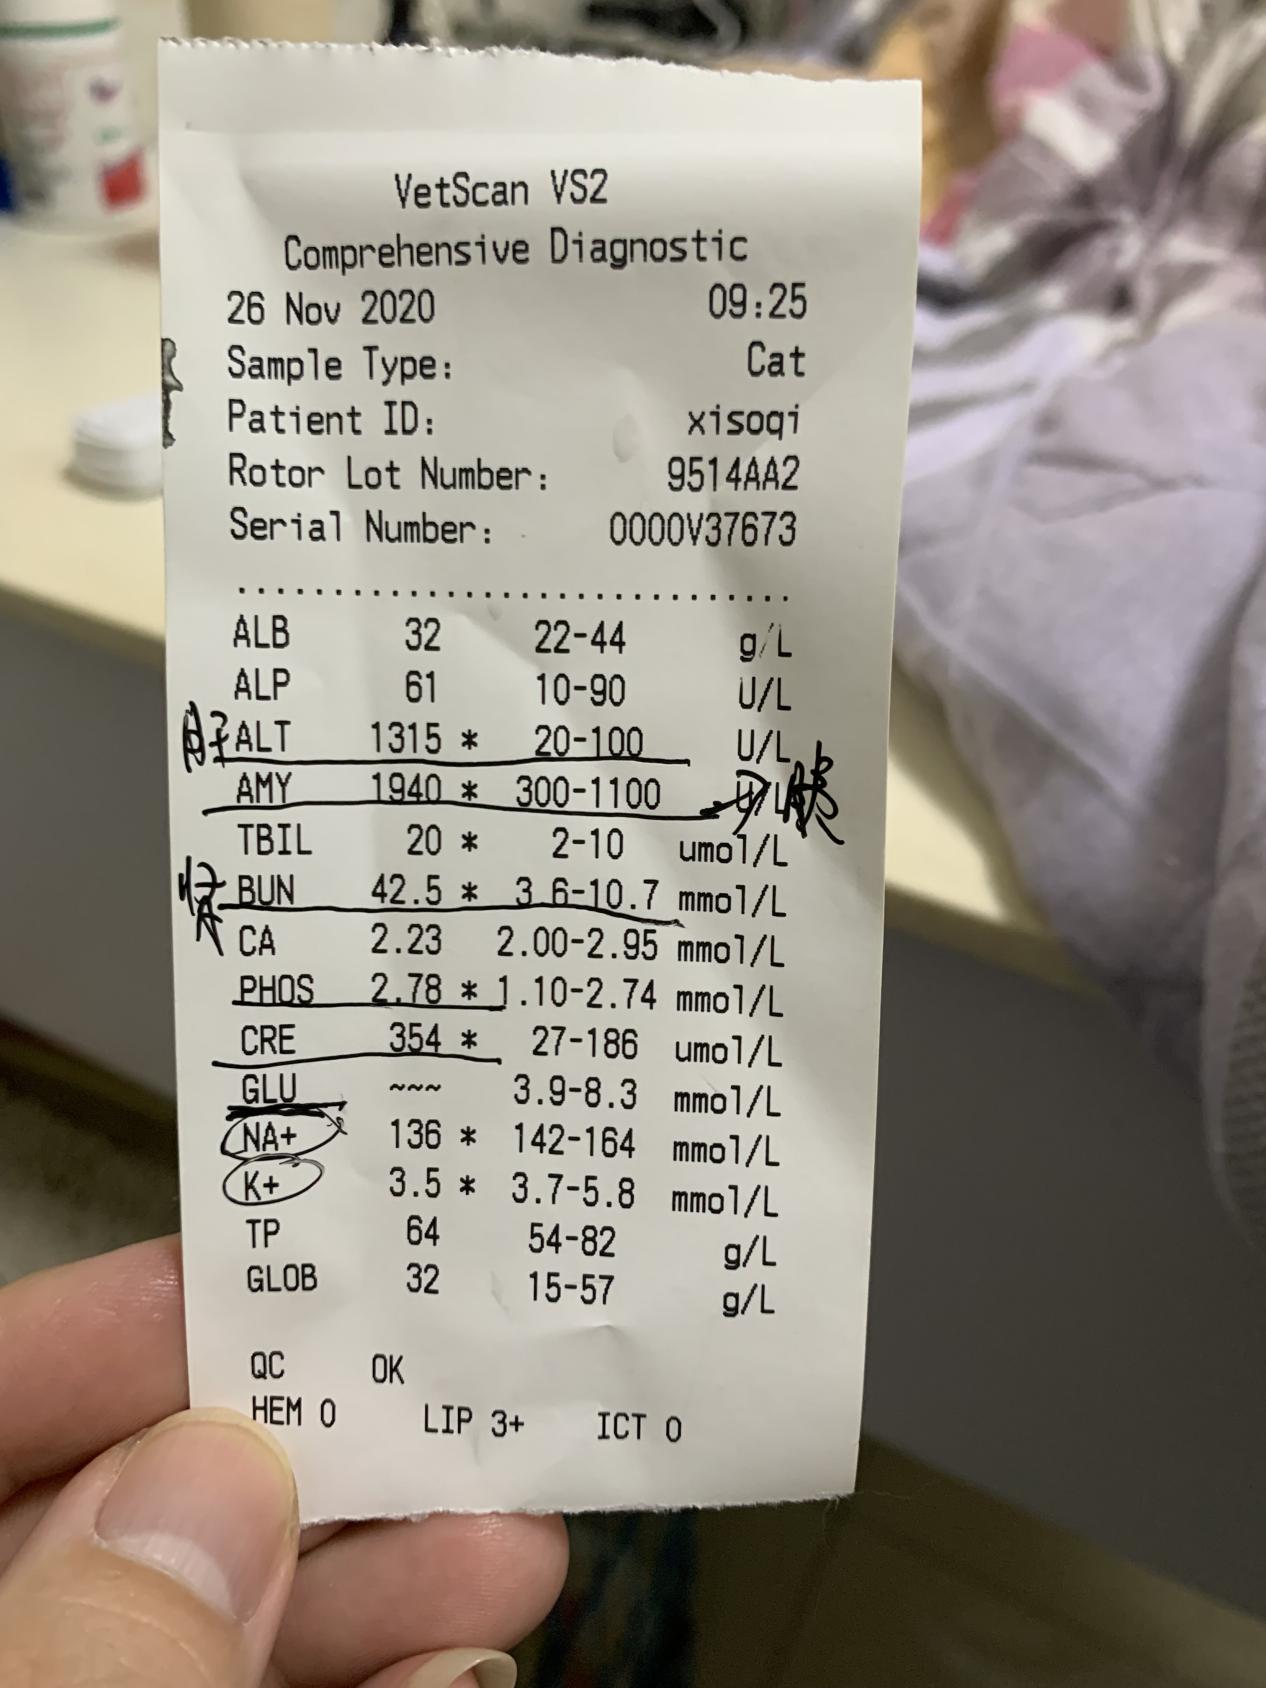 VetScan VS2
Comprehensive Diagnostic
26 Nov 2020 09:25
Sample Type: Cat
Patient ID: xisoqi
Rotor Lot Number: 9514AA2
Serial Number: 0000V37673
ALB 32 22-44 g/L
ALP 61 10-90 U/L
肝 ALT 1315 * 20-100 U/L
AMY 1940 * 300-1100 U/L 胰
TBIL 20 * 2-10 umol/L
BUN 42.5 * 3.6-10.7 mmol/L
CA 2.23 2.00-2.95 mmol/L
PHOS 2.78 * 1.10-2.74 mmol/L
CRE 354 * 27-186 umol/L
GLU ~~~ 3.9-8.3 mmol/L
NA+ 136 * 142-164 mmol/L
K+ 3.5 * 3.7-5.8 mmol/L
TP 64 54-82 g/L
GLOB 32 15-57 g/L
QC OK
HEM 0 LIP 3+ ICT 0